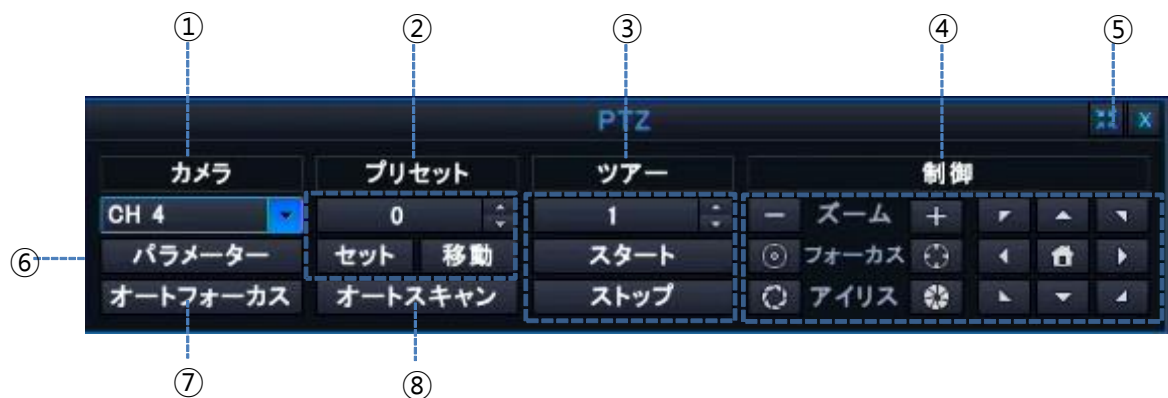 ① ② ③ ④ ⑤
PTZ X
カメラ プリセット ツアー 制御
CH 4 0 1 － ズーム ＋
⑥ パラメーター セット 移動 スタート フォーカス
オートフォーカス オートスキャン ストップ アイリス
⑦ ⑧